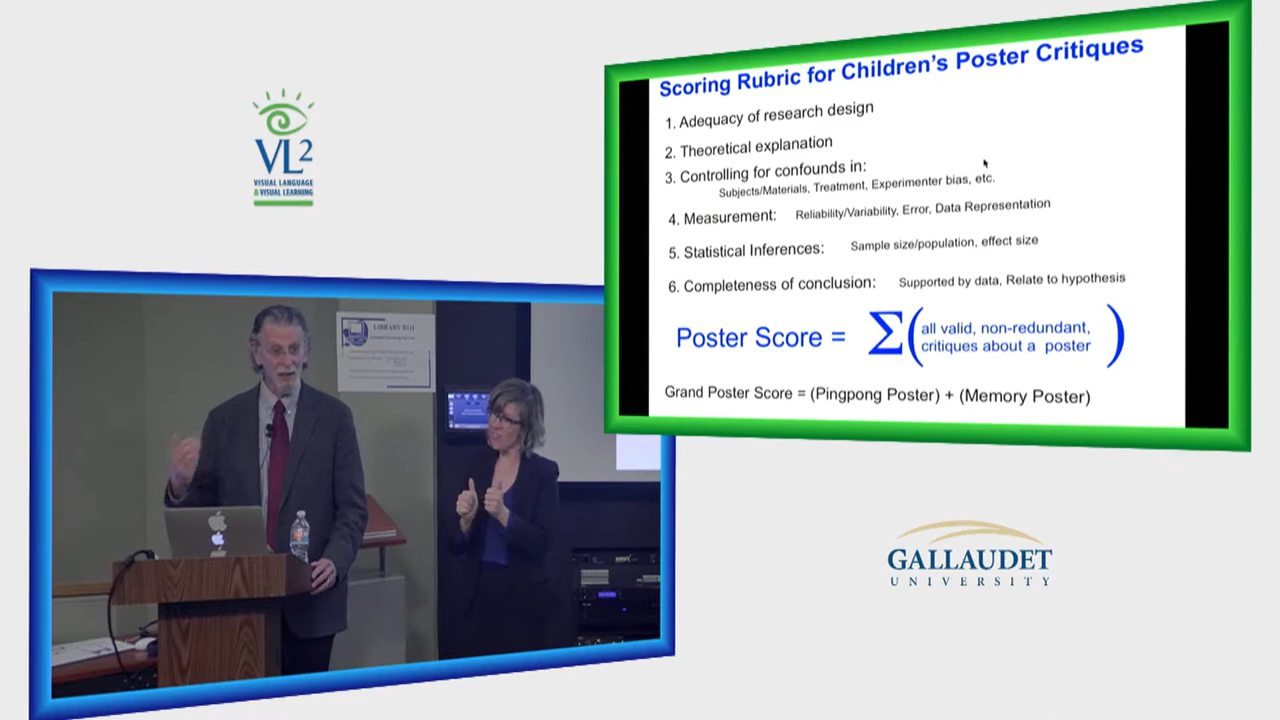 VL2
VISUAL LANGUAGE
& VISUAL LEARNING
Scoring Rubric for Children's Poster Critiques
1. Adequacy of research design
2. Theoretical explanation
3. Controlling for confounds in:
Subjects/Materials, Treatment, Experimenter bias, etc.
4. Measurement: Reliability/Variability, Error, Data Representation
5. Statistical Inferences: Sample size/population, effect size
6. Completeness of conclusion: Supported by data, Relate to hypothesis
Poster Score = Σ ( all valid, non-redundant,
critiques about a poster )
Grand Poster Score = (Pingpong Poster) + (Memory Poster)
LIBRARY B111
GALLAUDET
UNIVERSITY